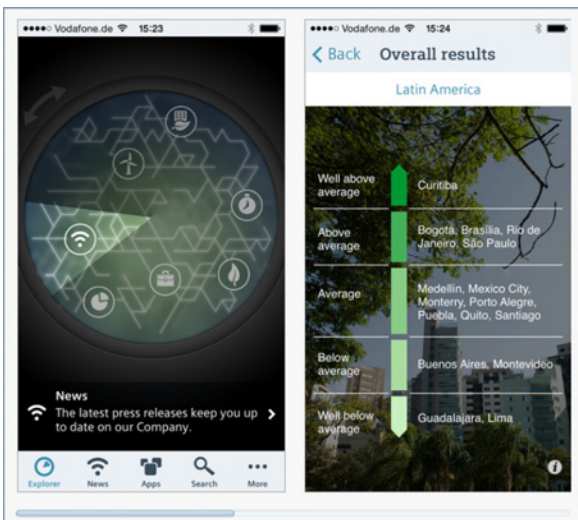 Vodafone.de 15:23
News
The latest press releases keep you up
to date on our Company.
Explorer News Apps Search More
Vodafone.de 15:24
Back Overall results
Latin America
Well above
average
Curitiba
Above
average
Bogotá, Brasília, Rio de
Janeiro, São Paulo
Average
Medellín, Mexico City,
Monterry, Porto Alegre,
Puebla, Quito, Santiago
Below
average
Buenos Aires, Montevideo
Well below
average
Guadalajara, Lima